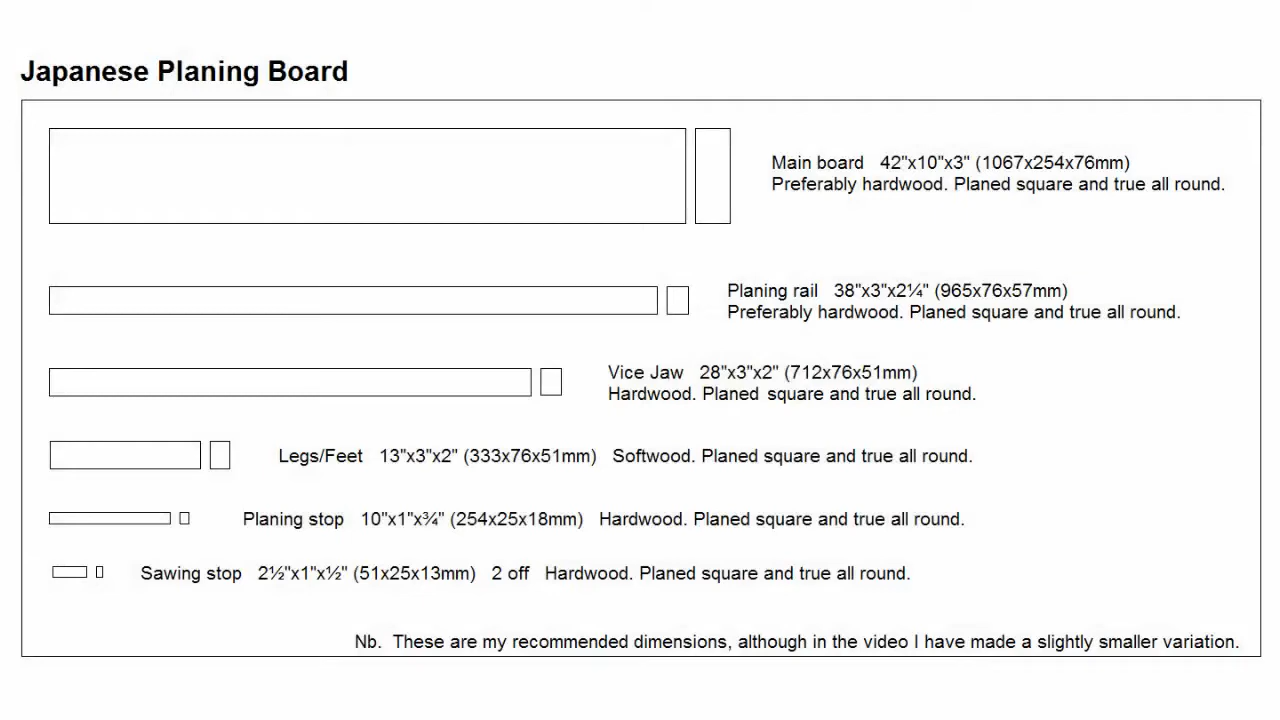 Japanese Planing Board
Main board 42"x10"x3" (1067x254x76mm)
Preferably hardwood. Planed square and true all round.
Planing rail 38"x3"x2¼" (965x76x57mm)
Preferably hardwood. Planed square and true all round.
Vice Jaw 28"x3"x2" (712x76x51mm)
Hardwood. Planed square and true all round.
Legs/Feet 13"x3"x2" (333x76x51mm) Softwood. Planed square and true all round.
Planing stop 10"x1"x¾" (254x25x18mm) Hardwood. Planed square and true all round.
Sawing stop 2½"x1"x½" (51x25x13mm) 2 off Hardwood. Planed square and true all round.
Nb. These are my recommended dimensions, although in the video I have made a slightly smaller variation.